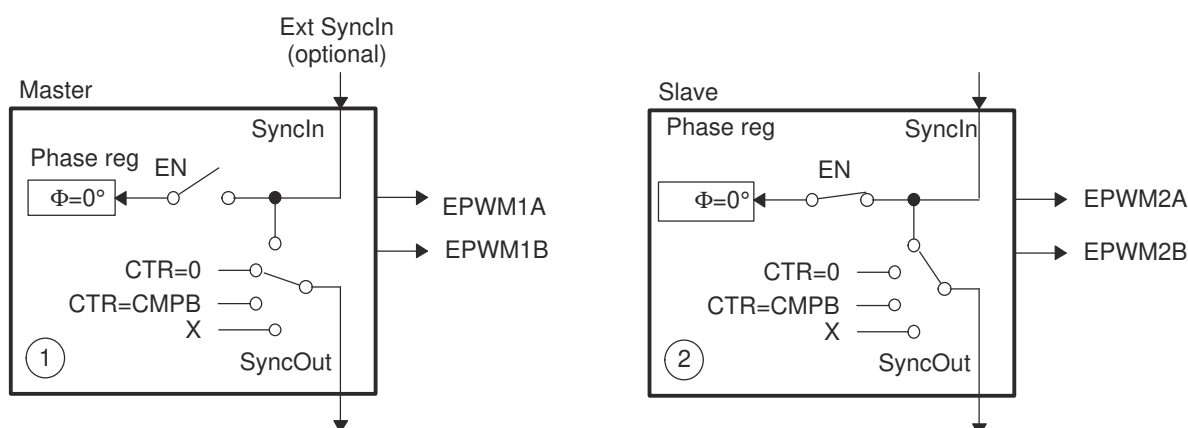 Ext SyncIn
(optional)
Master
SyncIn
Phase reg
EN
Φ=0°
EPWM1A
EPWM1B
CTR=0
CTR=CMPB
X
1
SyncOut
Slave
Phase reg
SyncIn
EN
Φ=0°
EPWM2A
EPWM2B
CTR=0
CTR=CMPB
X
2
SyncOut